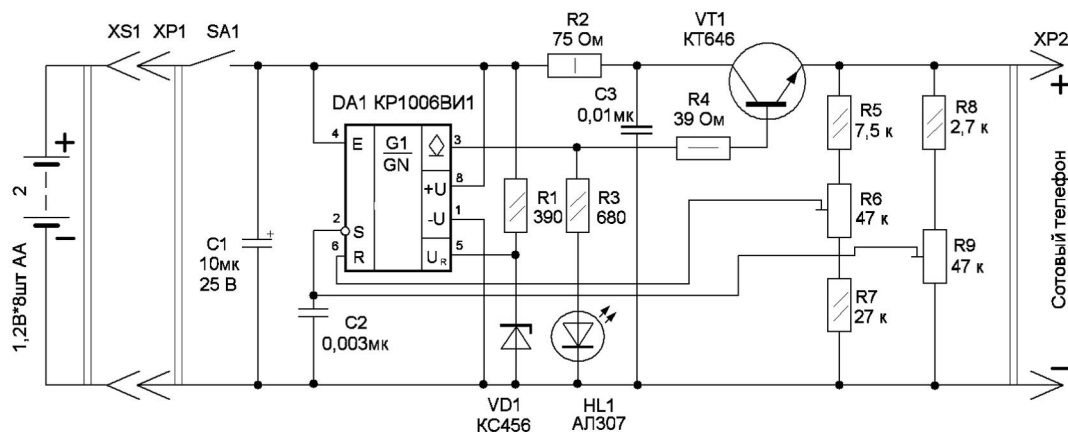 XS1
XP1
SA1
R2
75 Ом
VT1
КТ646
XP2
DA1 КР1006ВИ1
C3
0,01мк
R4
39 Ом
R5
7,5 к
R8
2,7 к
+
4
E
G1
GN
3
8
+U
1
-U
5
UR
2
S
6
R
+
2
−
1,2В*8шт АА
C1
10мк
25 В
+
R1
390
R3
680
R6
47 к
R9
47 к
R7
27 к
C2
0,003мк
Сотовый телефон
−
VD1
КС456
HL1
АЛ307